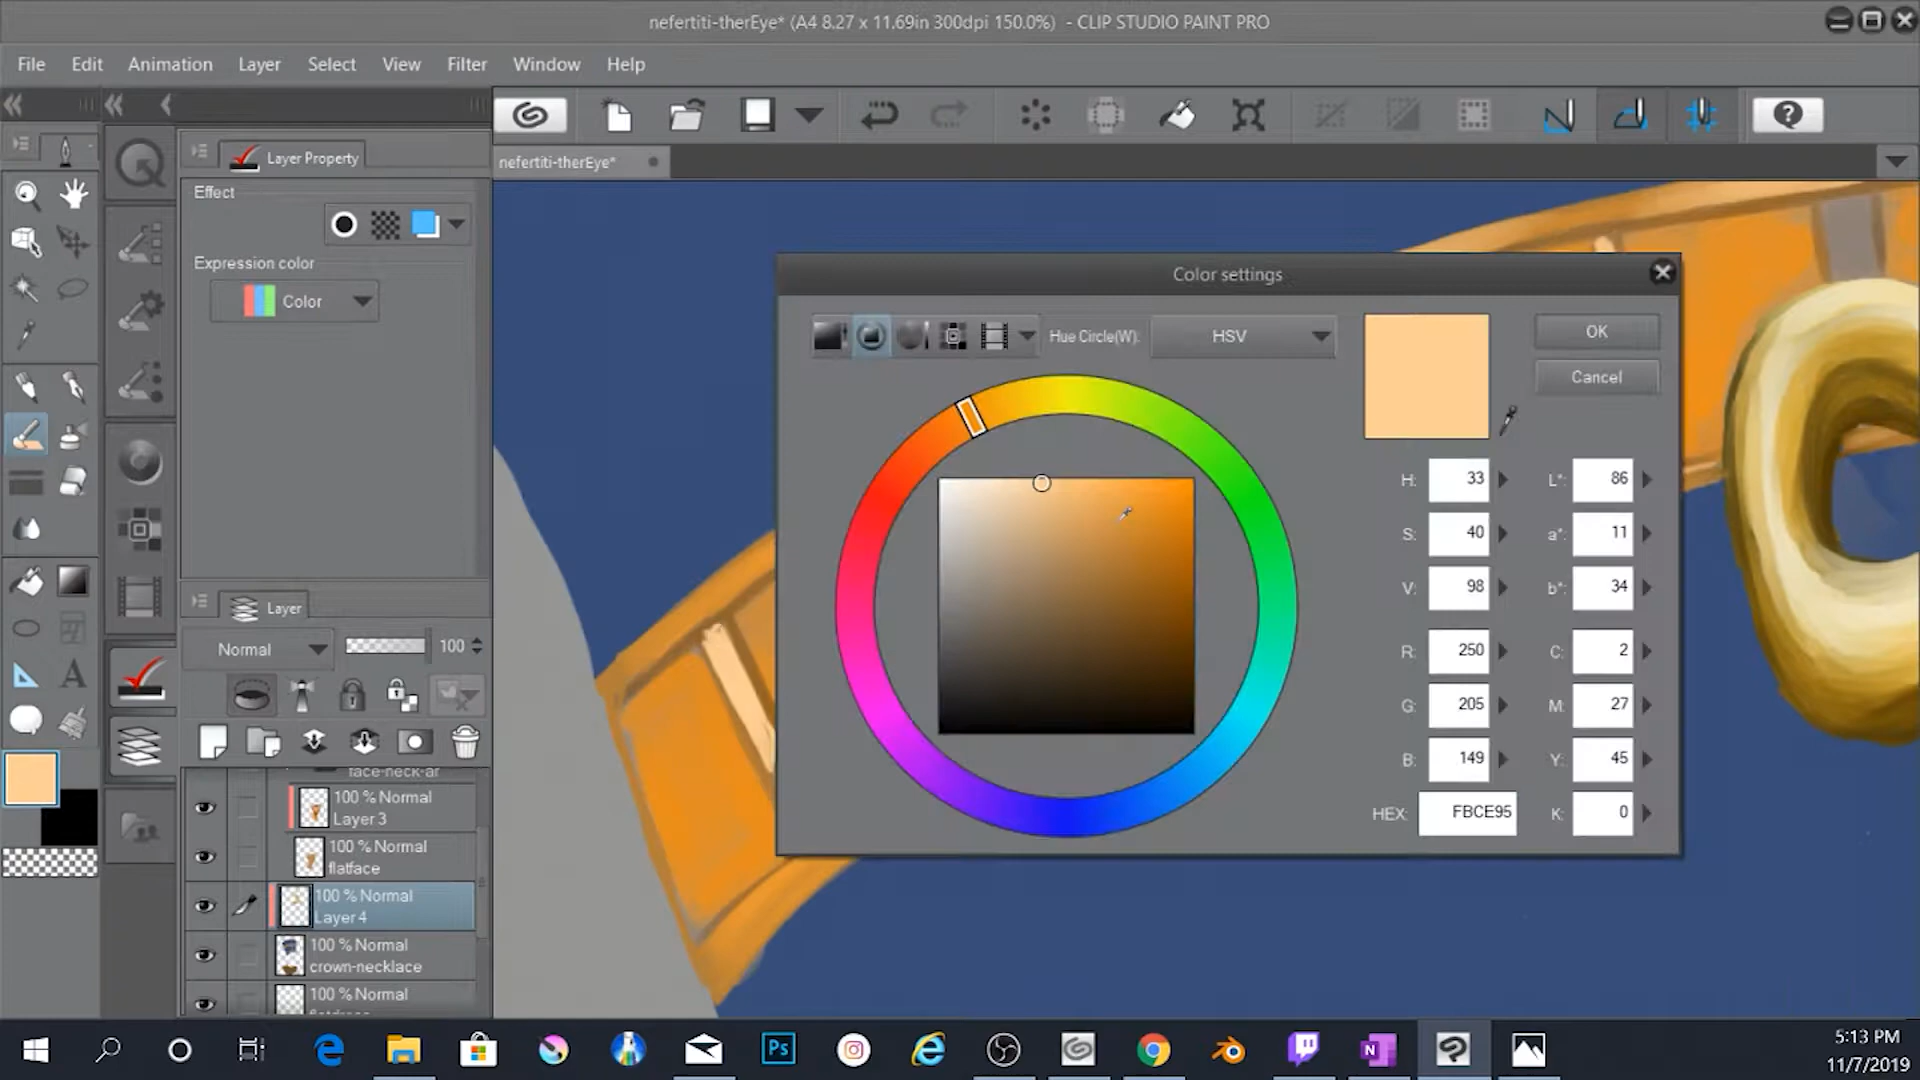 nefertiti-therEye* (A4 8.27 x 11.69in 300dpi 150.0%) - CLIP STUDIO PAINT PRO
File Edit Animation Layer Select View Filter Window Help
nefertiti-therEye*
Layer Property
Effect
Expression color
Color
Color settings
Hue Circle(W): HSV
OK
Cancel
H: 33 L*: 86
S: 40 a*: 11
V: 98 b*: 34
R: 250 C: 2
G: 205 M: 27
B: 149 Y: 45
HEX: FBCE95 K: 0
Layer
Normal 100
face-neck-ar
100 % Normal
Layer 3
100 % Normal
flatface
100 % Normal
Layer 4
100 % Normal
crown-necklace
100 % Normal
A
Ps
N
5:13 PM
11/7/2019